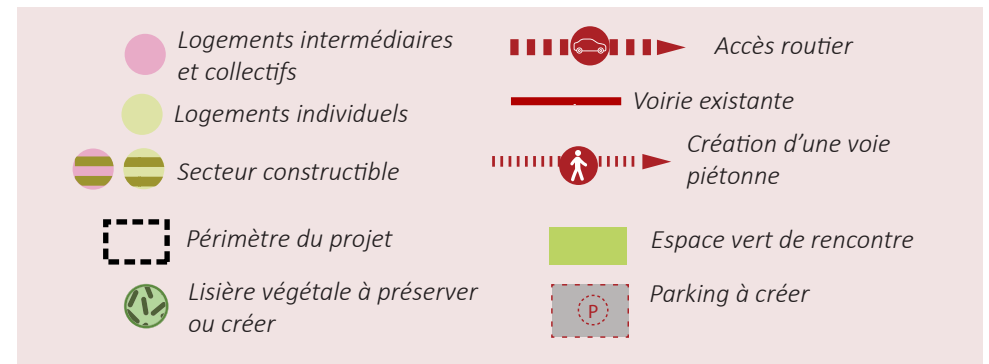 Logements intermédiaires
et collectifs
Logements individuels
Secteur constructible
Périmètre du projet
Lisière végétale à préserver
ou créer
Accès routier
Voirie existante
Création d'une voie
piétonne
Espace vert de rencontre
P
Parking à créer